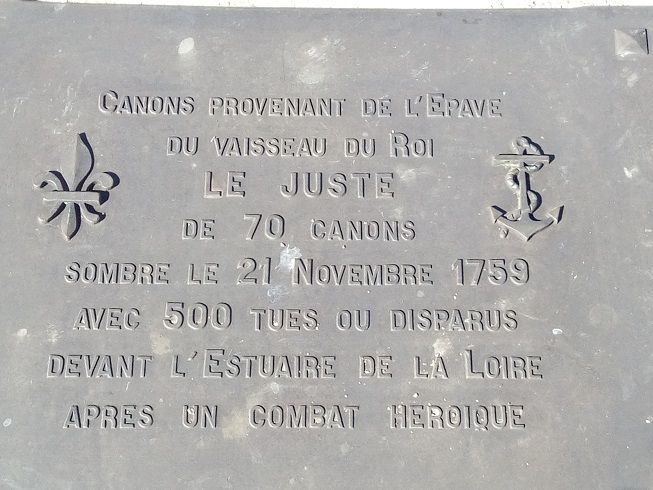 CANONS PROVENANT DE L'EPAVE
DU VAISSEAU DU ROI
LE JUSTE
DE 70 CANONS
SOMBRE LE 21 NOVEMBRE 1759
AVEC 500 TUES OU DISPARUS
DEVANT L'ESTUAIRE DE LA LOIRE
APRES UN COMBAT HEROIQUE